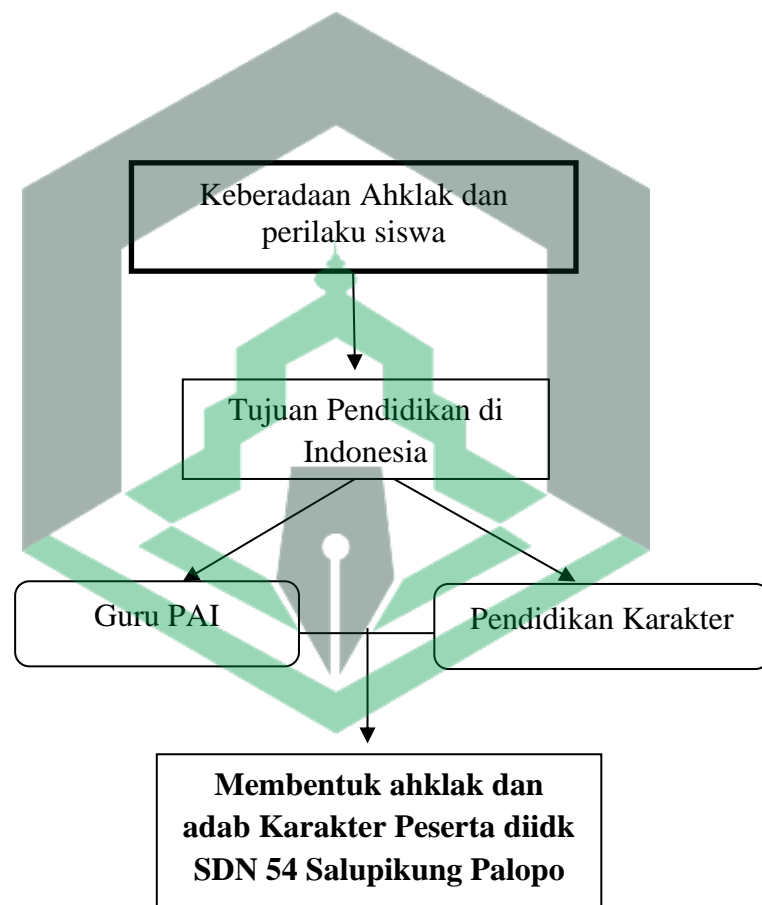 Keberadaan Ahklak dan
perilaku siswa
Tujuan Pendidikan di
Indonesia
Guru PAI
Pendidikan Karakter
Membentuk ahklak dan
adab Karakter Peserta diidk
SDN 54 Salupikung Palopo